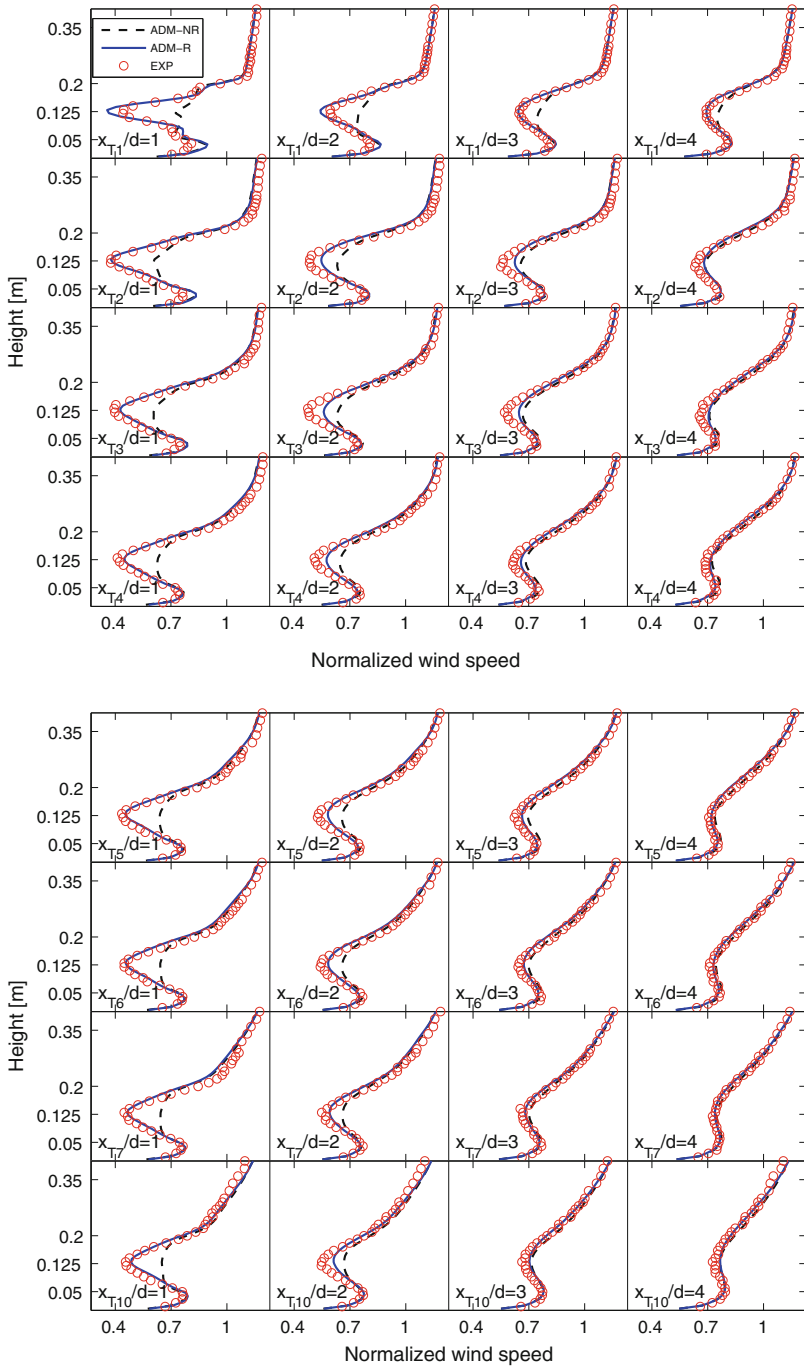 ADM-NR
ADM-R
EXP
0.35
0.2
0.125
0.05
x_T1/d=1
x_T1/d=2
x_T1/d=3
x_T1/d=4
0.35
0.2
0.125
0.05
x_T2/d=1
x_T2/d=2
x_T2/d=3
x_T2/d=4
Height [m]
0.35
0.2
0.125
0.05
x_T3/d=1
x_T3/d=2
x_T3/d=3
x_T3/d=4
0.35
0.2
0.125
0.05
x_T4/d=1
x_T4/d=2
x_T4/d=3
x_T4/d=4
0.4 0.7 1 0.4 0.7 1 0.4 0.7 1 0.4 0.7 1
Normalized wind speed
0.35
0.2
0.125
0.05
x_T5/d=1
x_T5/d=2
x_T5/d=3
x_T5/d=4
0.35
0.2
0.125
0.05
x_T6/d=1
x_T6/d=2
x_T6/d=3
x_T6/d=4
Height [m]
0.35
0.2
0.125
0.05
x_T7/d=1
x_T7/d=2
x_T7/d=3
x_T7/d=4
0.35
0.2
0.125
0.05
x_T10/d=1
x_T10/d=2
x_T10/d=3
x_T10/d=4
0.4 0.7 1 0.4 0.7 1 0.4 0.7 1 0.4 0.7 1
Normalized wind speed